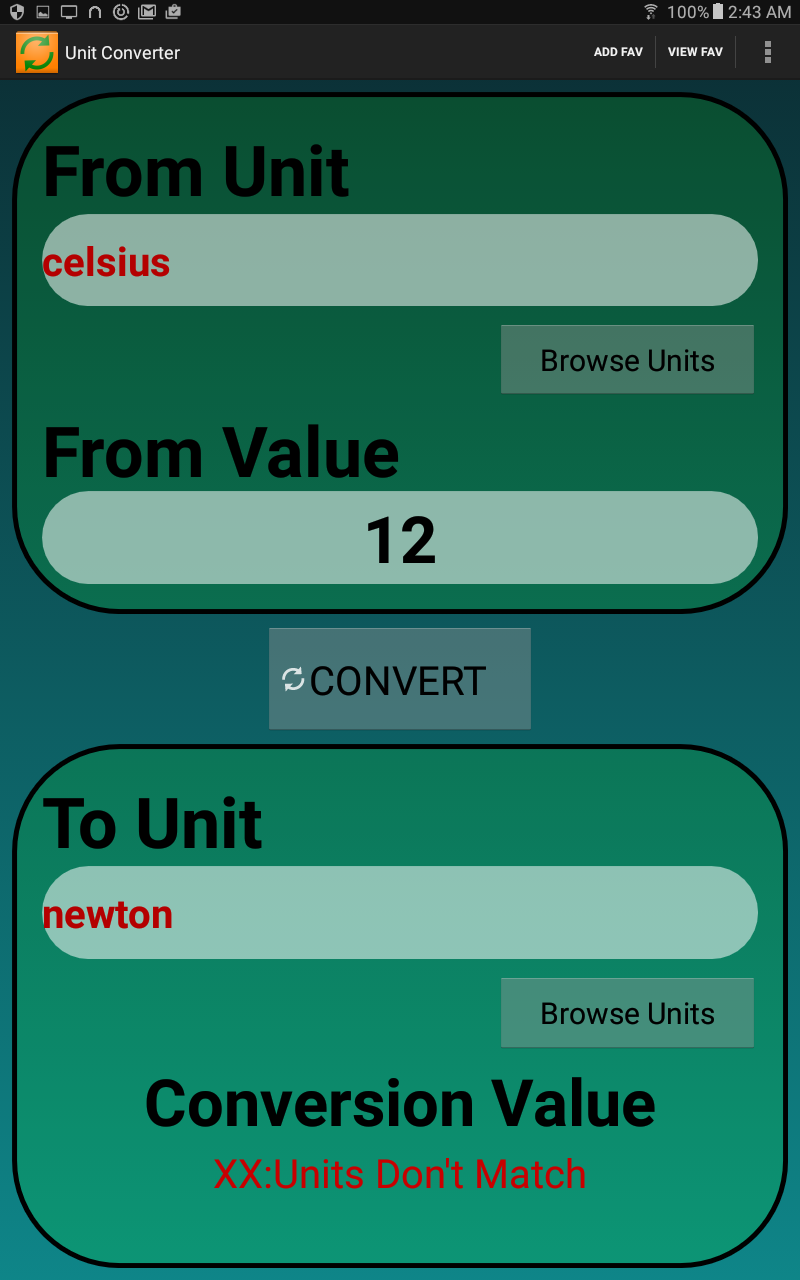 100% 2:43 AM
Unit Converter ADD FAV VIEW FAV
From Unit
celsius
Browse Units
From Value
12
CONVERT
To Unit
newton
Browse Units
Conversion Value
XX:Units Don't Match